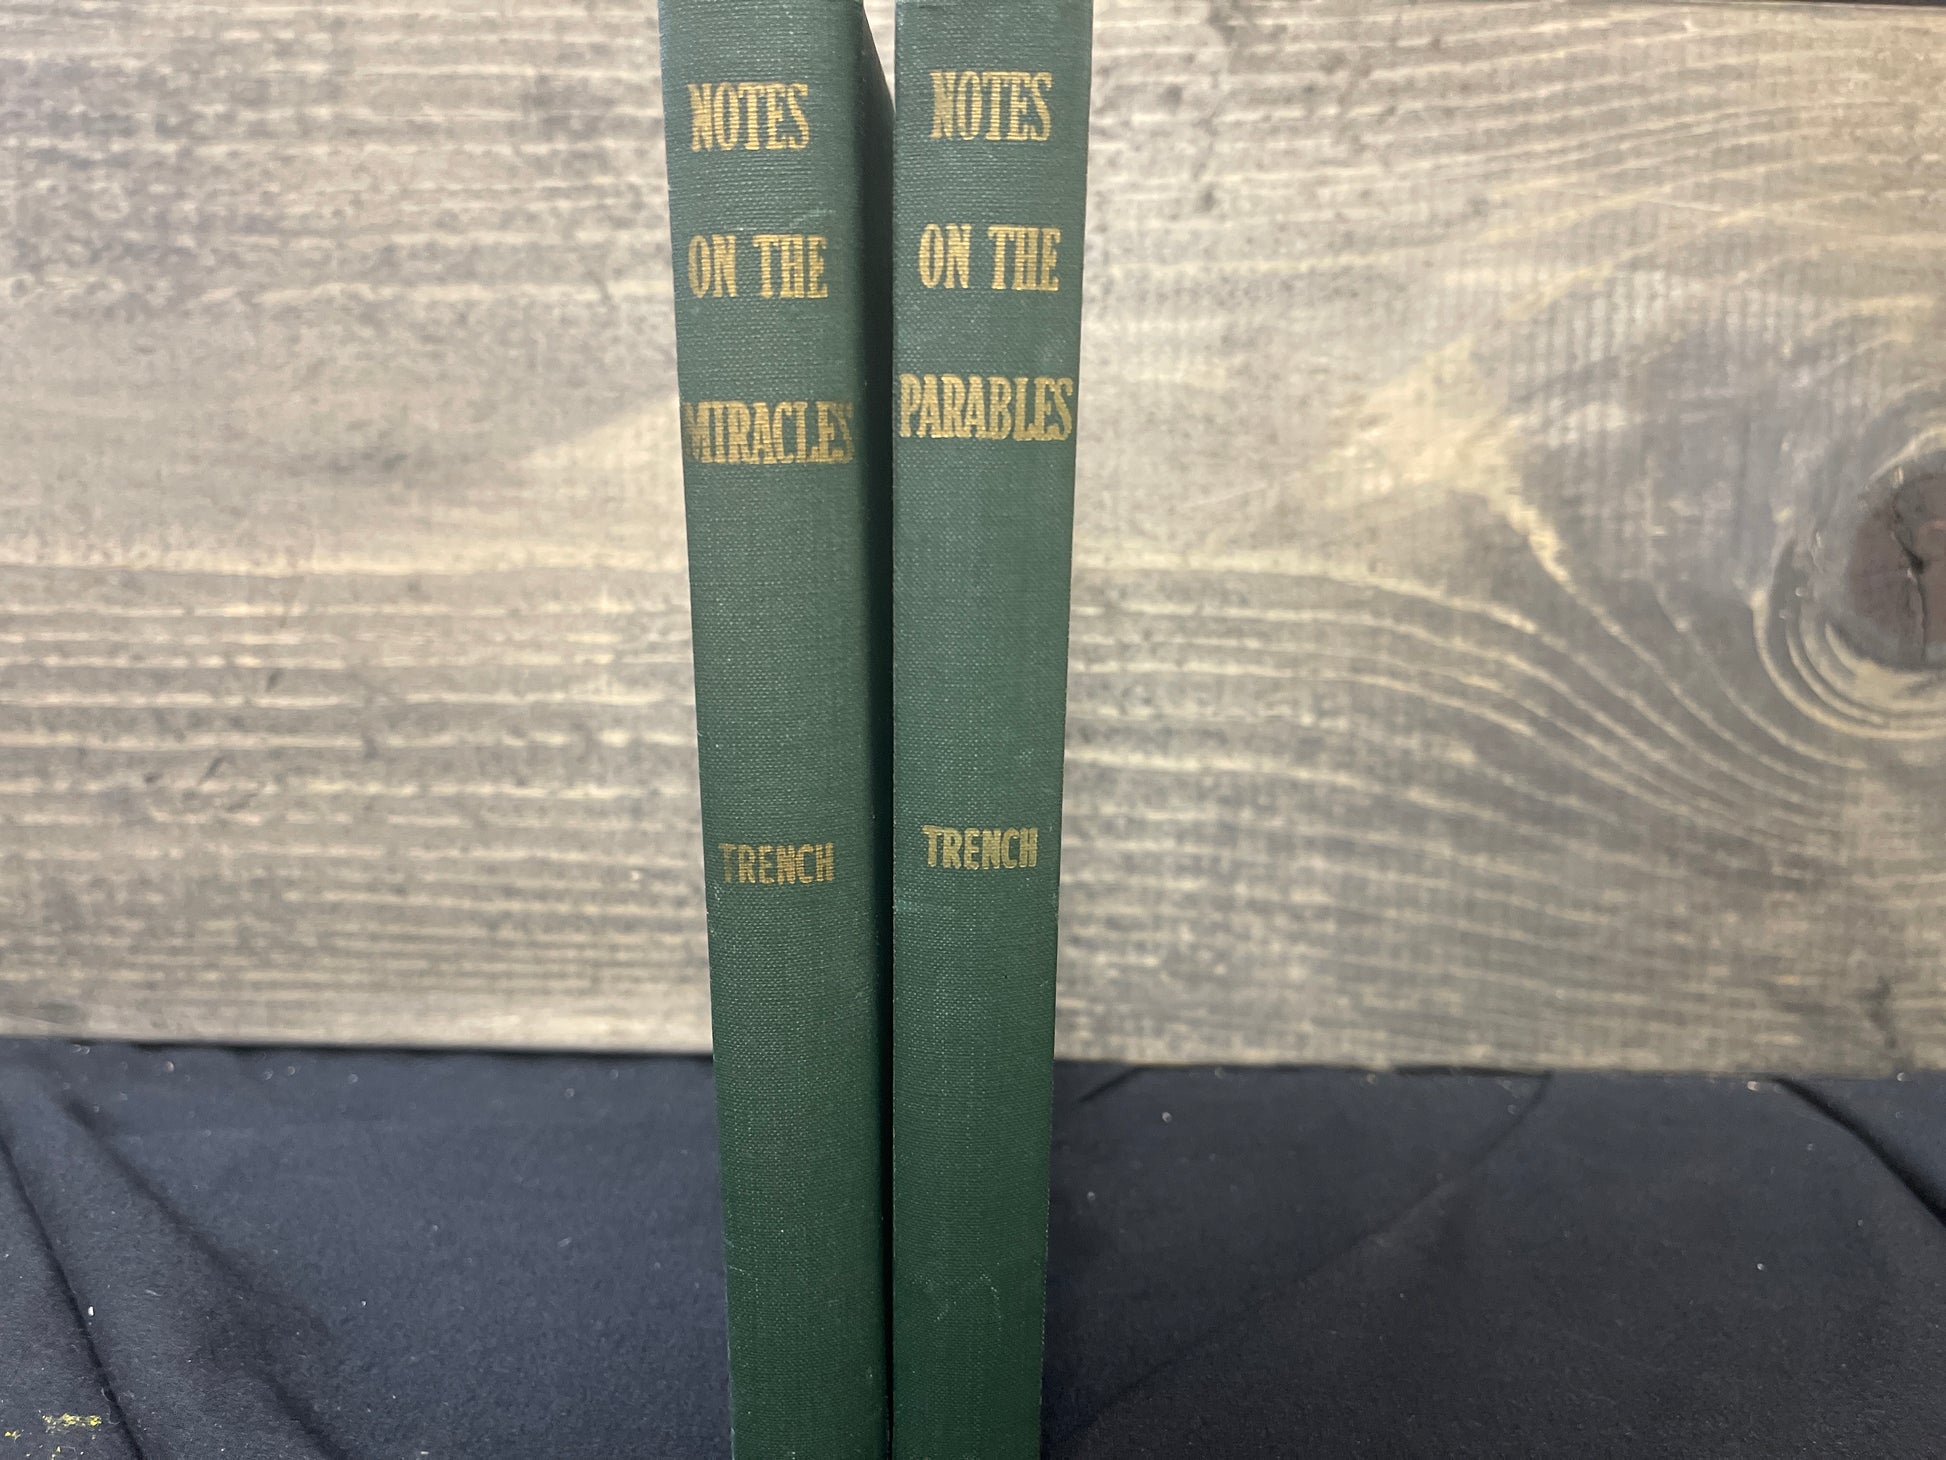 NOTES
ON THE
MIRACLES
TRENCH
NOTES
ON THE
PARABLES
TRENCH